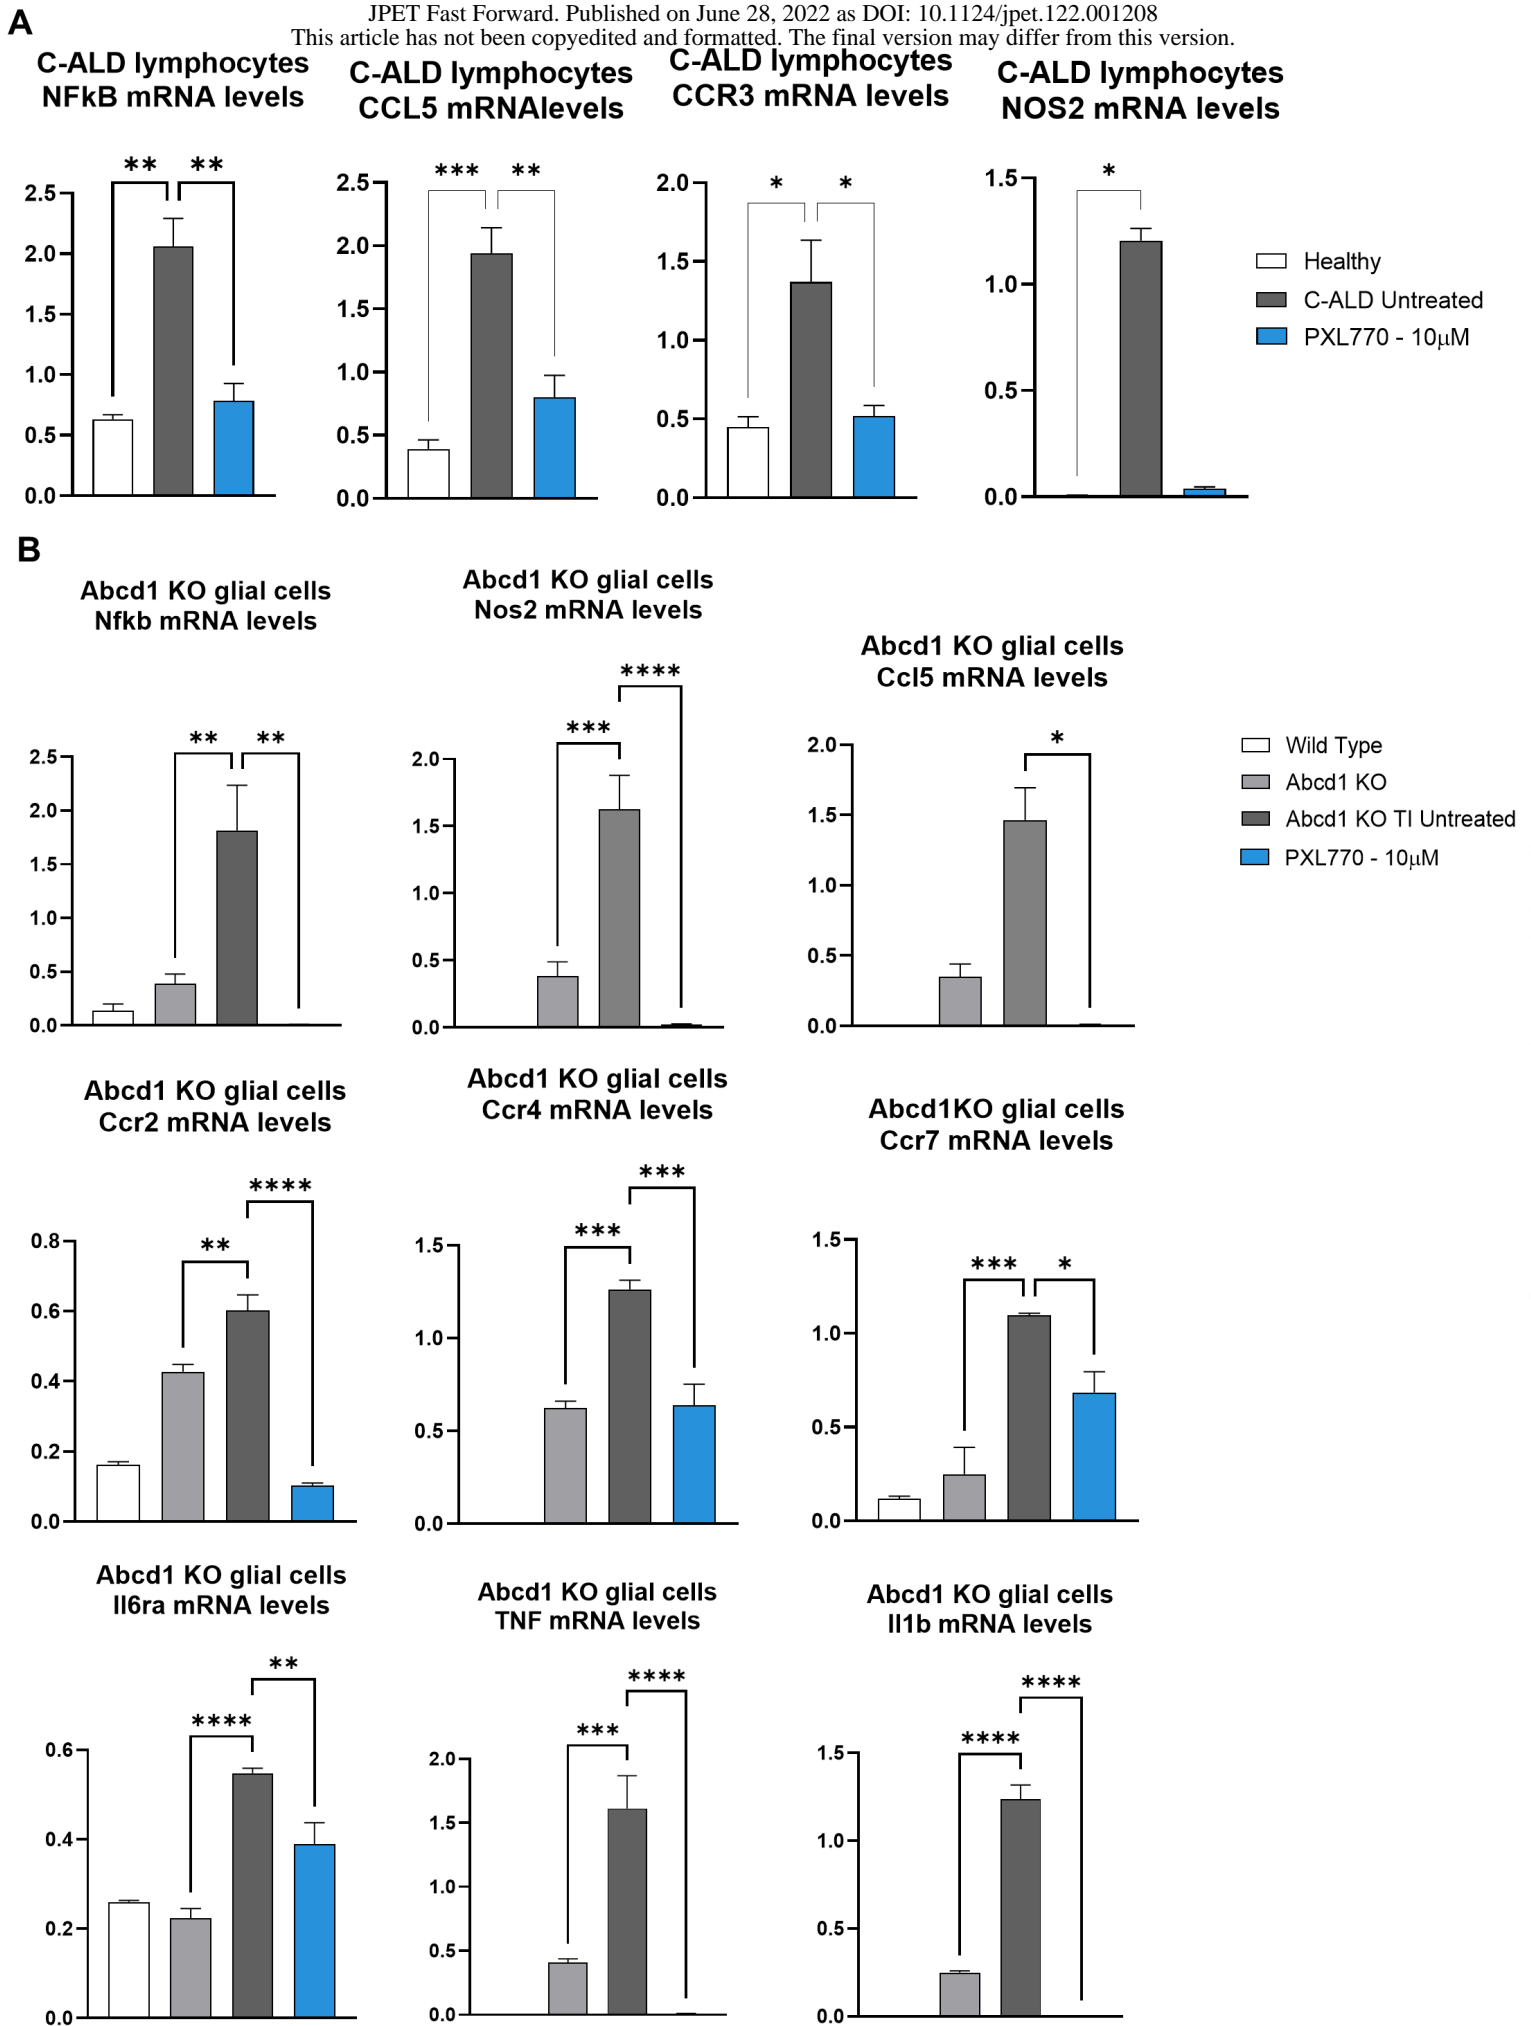 JPET Fast Forward. Published on June 28, 2022 as DOI: 10.1124/jpet.122.001208
This article has not been copyedited and formatted. The final version may differ from this version.
A
C-ALD lymphocytes
NFkB mRNA levels
** **
2.5
2.0
1.5
1.0
0.5
0.0
C-ALD lymphocytes
CCL5 mRNAlevels
*** **
2.5
2.0
1.5
1.0
0.5
0.0
C-ALD lymphocytes
CCR3 mRNA levels
* *
2.0
1.5
1.0
0.5
0.0
C-ALD lymphocytes
NOS2 mRNA levels
*
1.5
1.0
0.5
0.0
Healthy
C-ALD Untreated
PXL770 - 10µM
B
Abcd1 KO glial cells
Nfkb mRNA levels
** **
2.5
2.0
1.5
1.0
0.5
0.0
Abcd1 KO glial cells
Nos2 mRNA levels
****
***
2.0
1.5
1.0
0.5
0.0
Abcd1 KO glial cells
Ccl5 mRNA levels
*
2.0
1.5
1.0
0.5
0.0
Wild Type
Abcd1 KO
Abcd1 KO TI Untreated
PXL770 - 10µM
Abcd1 KO glial cells
Ccr2 mRNA levels
****
**
0.8
0.6
0.4
0.2
0.0
Abcd1 KO glial cells
Ccr4 mRNA levels
***
***
1.5
1.0
0.5
0.0
Abcd1KO glial cells
Ccr7 mRNA levels
*** *
1.5
1.0
0.5
0.0
Abcd1 KO glial cells
Il6ra mRNA levels
**
****
0.6
0.4
0.2
0.0
Abcd1 KO glial cells
TNF mRNA levels
****
***
2.0
1.5
1.0
0.5
0.0
Abcd1 KO glial cells
Il1b mRNA levels
****
****
1.5
1.0
0.5
0.0